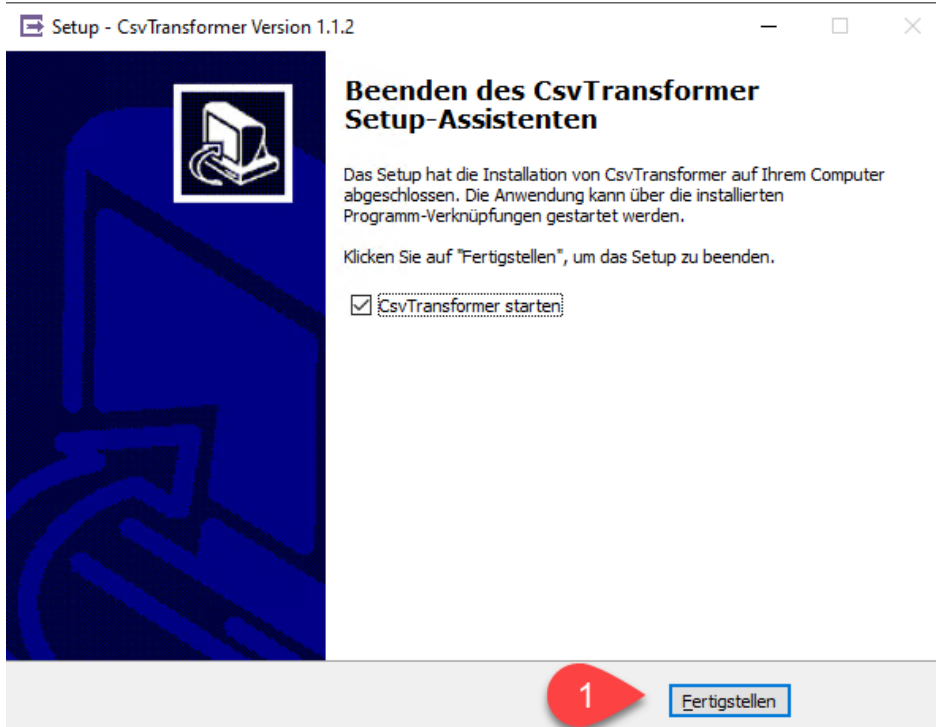 Setup - CsvTransformer Version 1.1.2
Beenden des CsvTransformer
Setup-Assistenten
Das Setup hat die Installation von CsvTransformer auf Ihrem Computer
abgeschlossen. Die Anwendung kann über die installierten
Programm-Verknüpfungen gestartet werden.
Klicken Sie auf "Fertigstellen", um das Setup zu beenden.
CsvTransformer starten
1
Fertigstellen